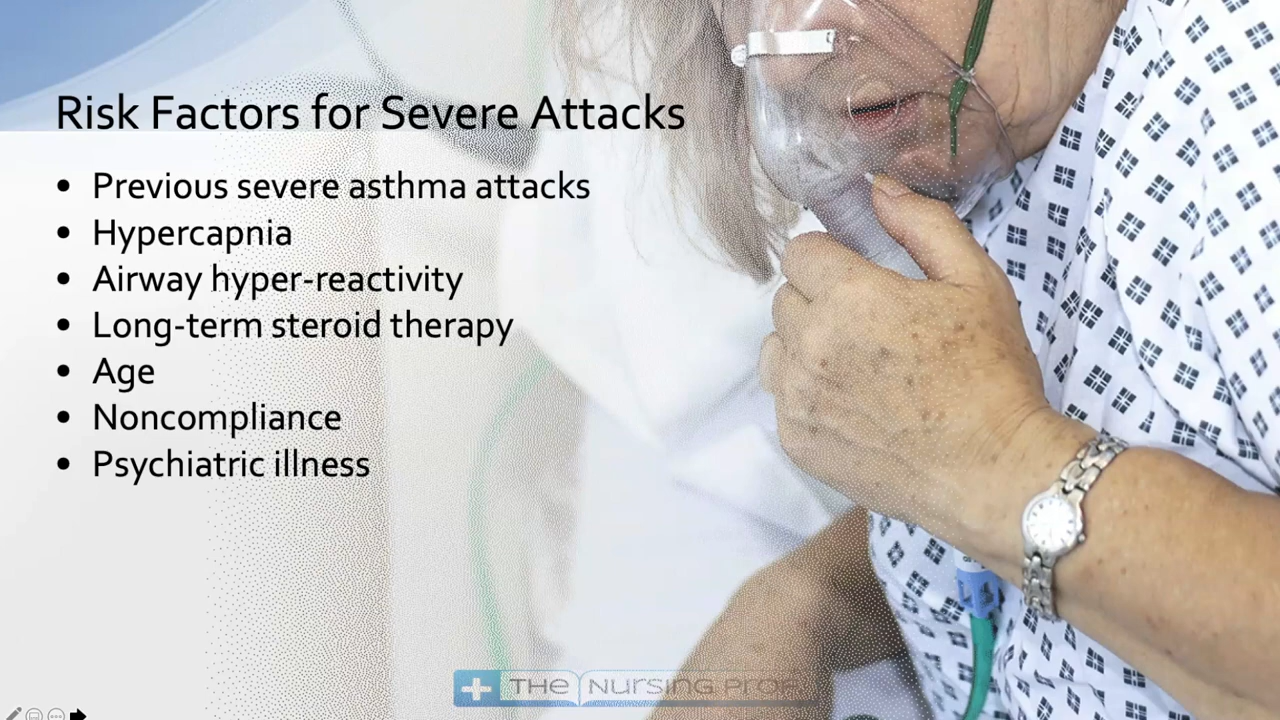 Risk Factors for Severe Attacks
• Previous severe asthma attacks
• Hypercapnia
• Airway hyper-reactivity
• Long-term steroid therapy
• Age
• Noncompliance
• Psychiatric illness
THE NURSING PROF